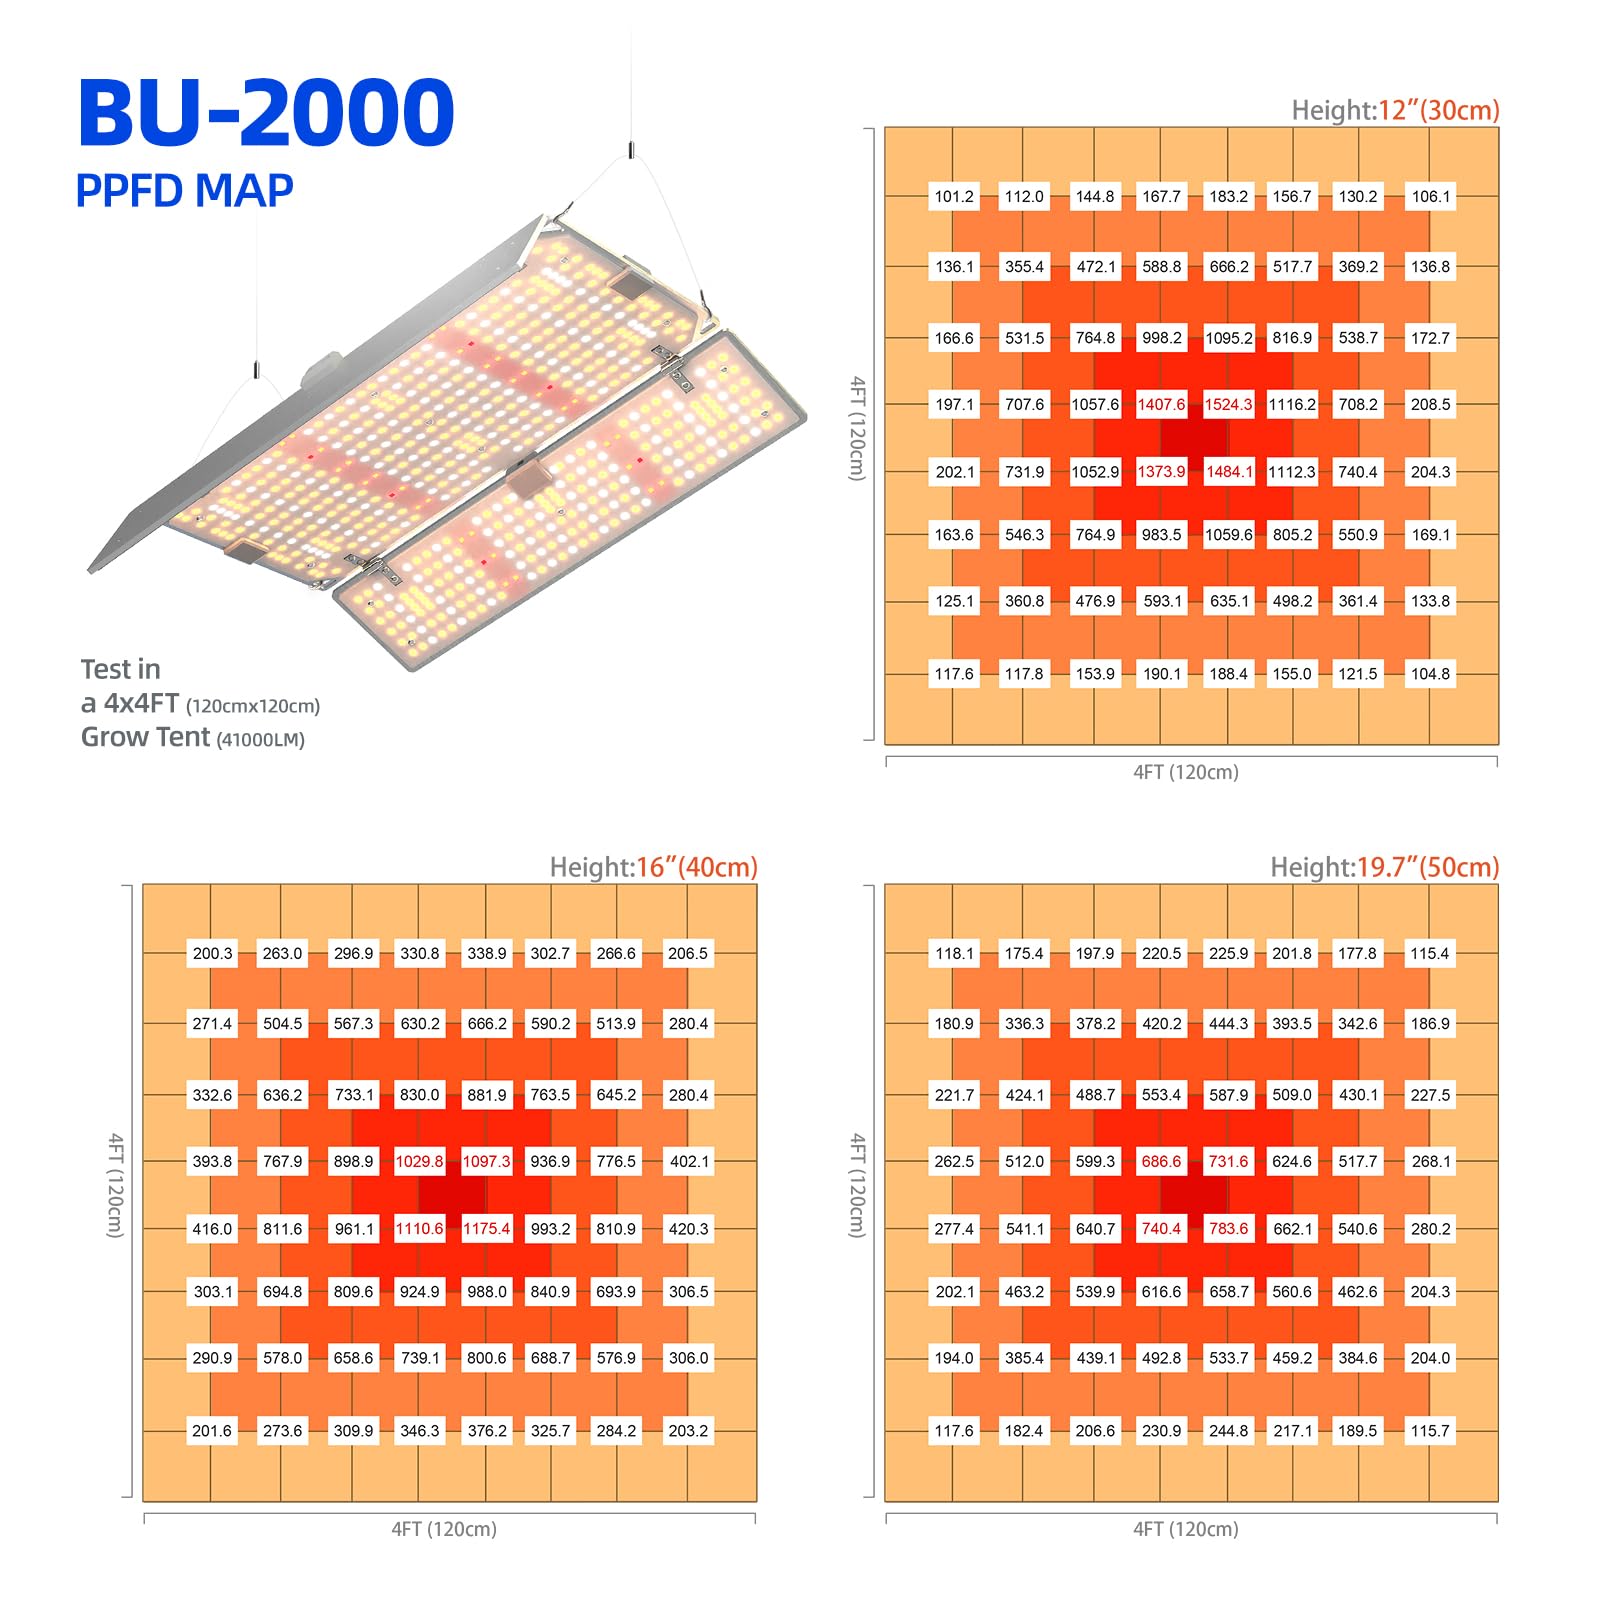 BU-2000
PPFD MAP
Test in
a 4x4FT (120cmx120cm)
Grow Tent (41000LM)
Height:12”(30cm)
101.2 112.0 144.8 167.7 183.2 156.7 130.2 106.1
136.1 355.4 472.1 588.8 666.2 517.7 369.2 136.8
166.6 531.5 764.8 998.2 1095.2 816.9 538.7 172.7
197.1 707.6 1057.6 1407.6 1524.3 1116.2 708.2 208.5
202.1 731.9 1052.9 1373.9 1484.1 1112.3 740.4 204.3
163.6 546.3 764.9 983.5 1059.6 805.2 550.9 169.1
125.1 360.8 476.9 593.1 635.1 498.2 361.4 133.8
117.6 117.8 153.9 190.1 188.4 155.0 121.5 104.8
4FT (120cm)
4FT (120cm)
Height:16”(40cm)
200.3 263.0 296.9 330.8 338.9 302.7 266.6 206.5
271.4 504.5 567.3 630.2 666.2 590.2 513.9 280.4
332.6 636.2 733.1 830.0 881.9 763.5 645.2 280.4
393.8 767.9 898.9 1029.8 1097.3 936.9 776.5 402.1
416.0 811.6 961.1 1110.6 1175.4 993.2 810.9 420.3
303.1 694.8 809.6 924.9 988.0 840.9 693.9 306.5
290.9 578.0 658.6 739.1 800.6 688.7 576.9 306.0
201.6 273.6 309.9 346.3 376.2 325.7 284.2 203.2
4FT (120cm)
4FT (120cm)
Height:19.7”(50cm)
118.1 175.4 197.9 220.5 225.9 201.8 177.8 115.4
180.9 336.3 378.2 420.2 444.3 393.5 342.6 186.9
221.7 424.1 488.7 553.4 587.9 509.0 430.1 227.5
262.5 512.0 599.3 686.6 731.6 624.6 517.7 268.1
277.4 541.1 640.7 740.4 783.6 662.1 540.6 280.2
202.1 463.2 539.9 616.6 658.7 560.6 462.6 204.3
194.0 385.4 439.1 492.8 533.7 459.2 384.6 204.0
117.6 182.4 206.6 230.9 244.8 217.1 189.5 115.7
4FT (120cm)
4FT (120cm)